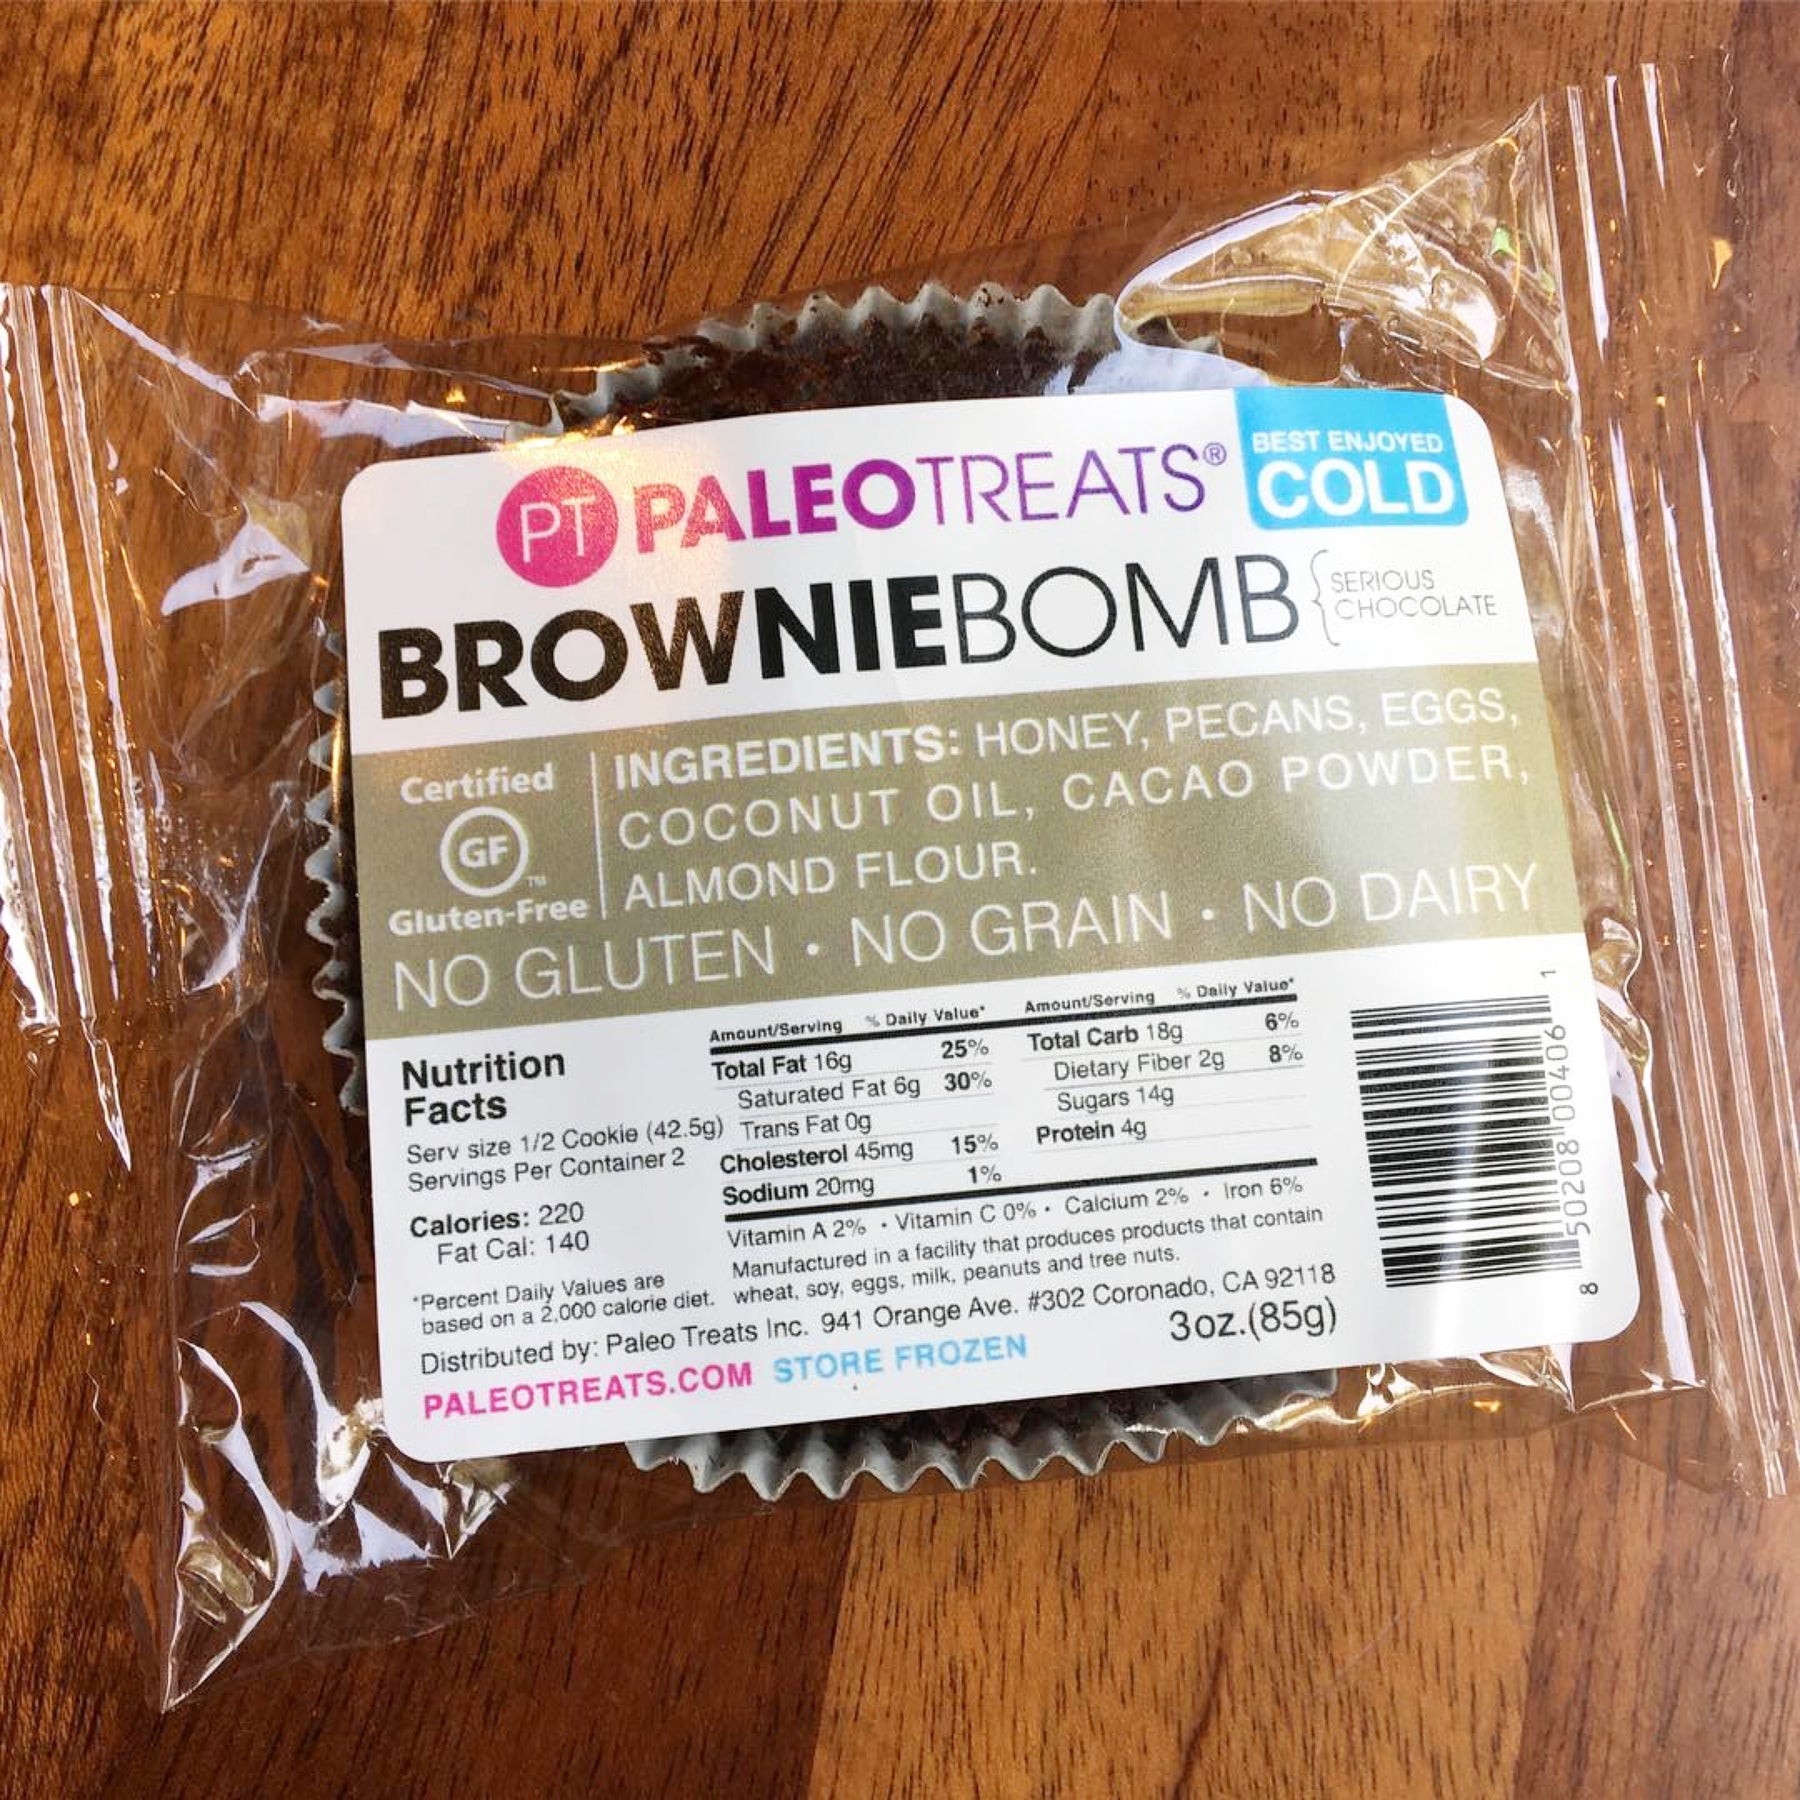 PT PALEOTREATS®
BEST ENJOYED
COLD
BROWNIEBOMB
SERIOUS
CHOCOLATE
Certified
GF™
Gluten-Free
INGREDIENTS: HONEY, PECANS, EGGS,
COCONUT OIL, CACAO POWDER,
ALMOND FLOUR.
NO GLUTEN • NO GRAIN • NO DAIRY
Nutrition
Facts
Serv size 1/2 Cookie (42.5g)
Servings Per Container 2
Calories: 220
Fat Cal: 140
*Percent Daily Values are
based on a 2,000 calorie diet.
Amount/Serving % Daily Value*
Total Fat 16g 25%
Saturated Fat 6g 30%
Trans Fat 0g
Cholesterol 45mg 15%
Sodium 20mg 1%
Amount/Serving % Daily Value*
Total Carb 18g 6%
Dietary Fiber 2g 8%
Sugars 14g
Protein 4g
Vitamin A 2% • Vitamin C 0% • Calcium 2% • Iron 6%
Manufactured in a facility that produces products that contain
wheat, soy, eggs, milk, peanuts and tree nuts.
Distributed by: Paleo Treats Inc. 941 Orange Ave. #302 Coronado, CA 92118
PALEOTREATS.COM STORE FROZEN
3oz.(85g)
8 50208 00406 1